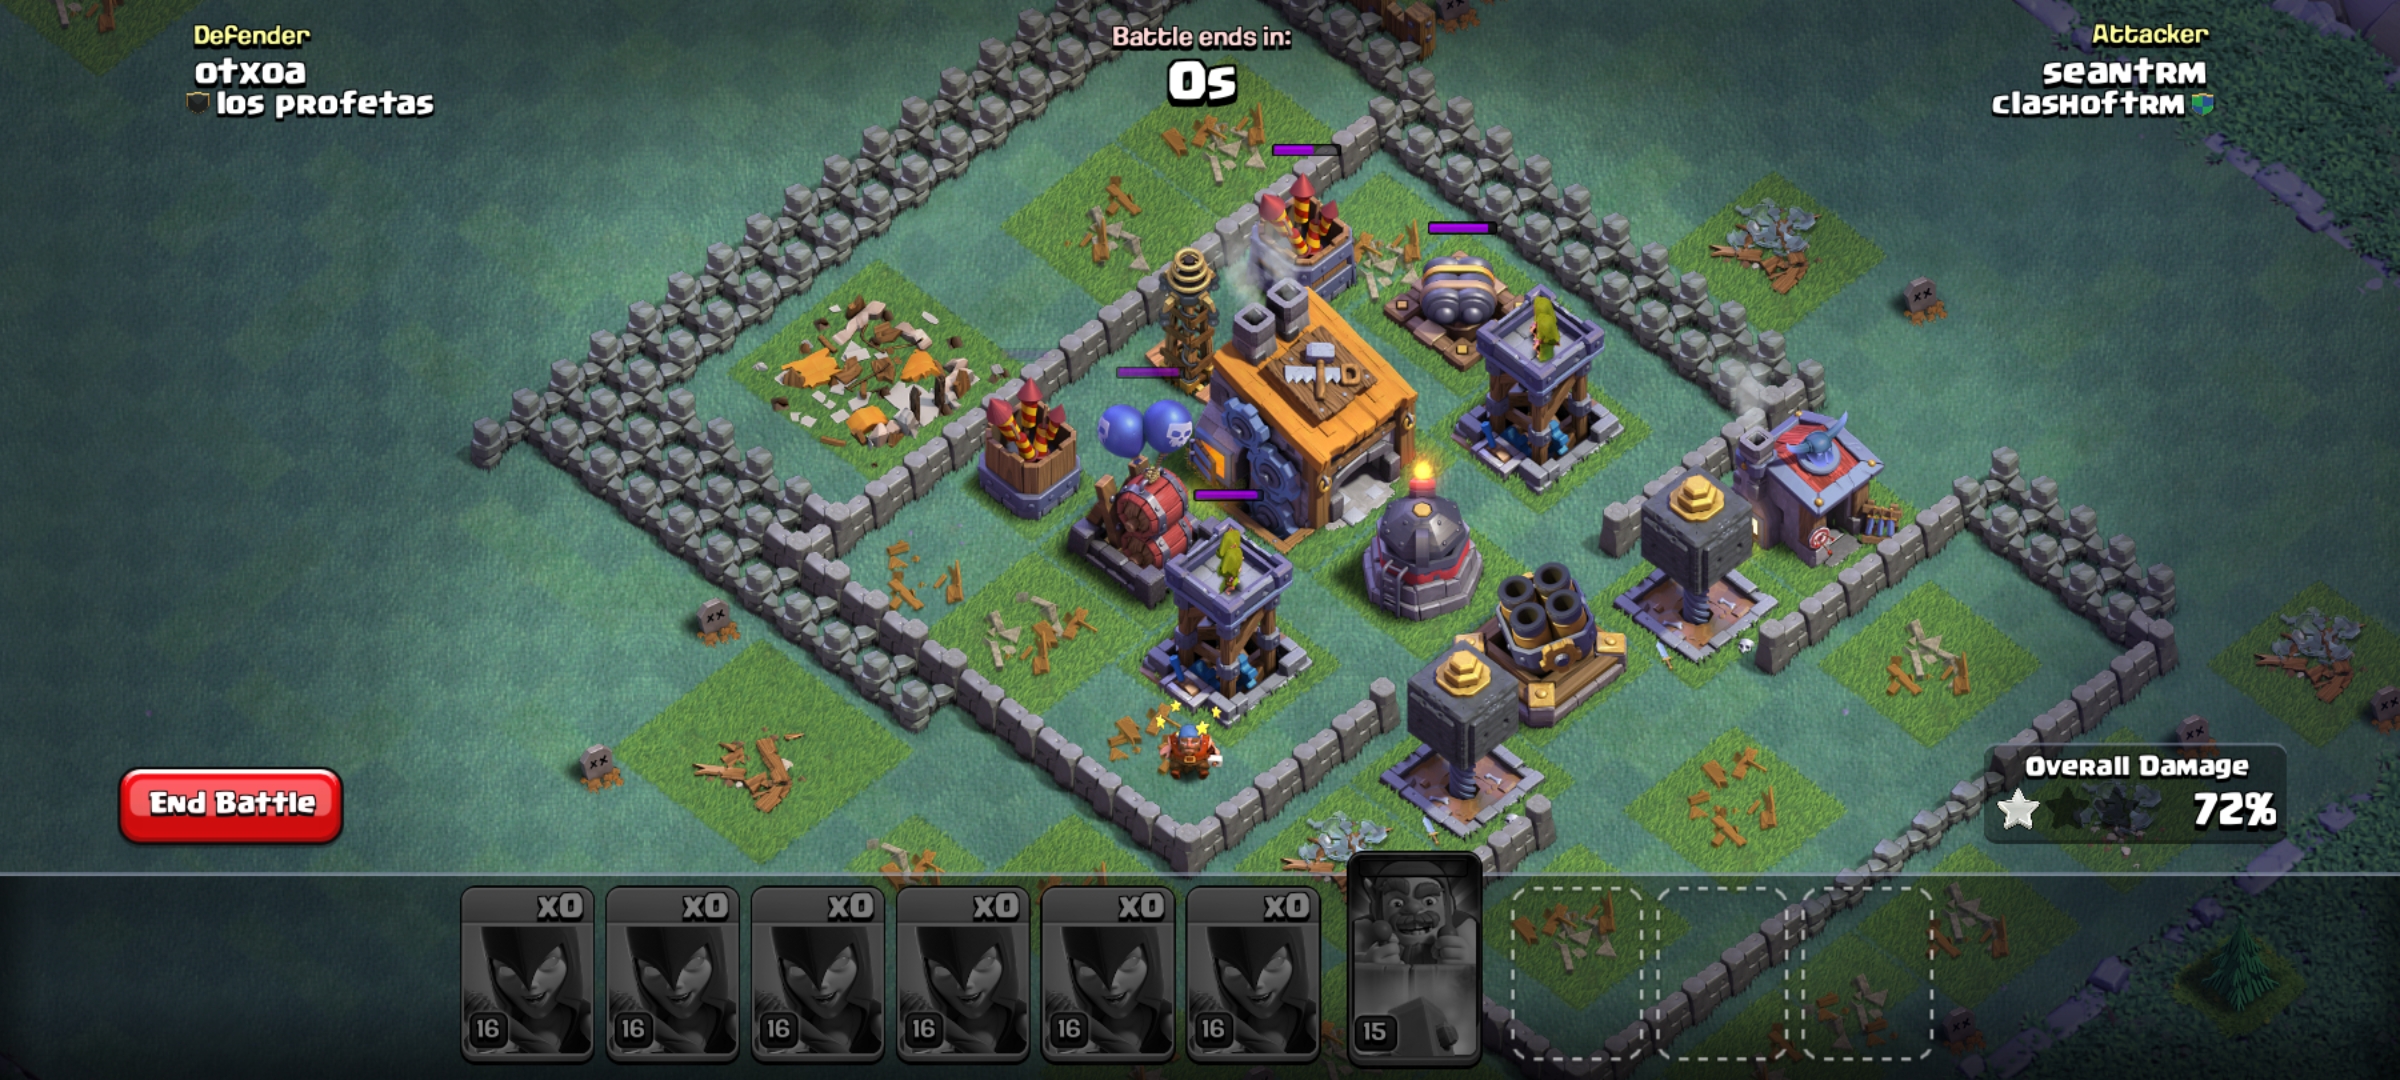 Defender
otxoa
los profetas
Battle ends in:
0s
Attacker
seantrm
clashoftrm
End Battle
Overall Damage
72%
x0 x0 x0 x0 x0 x0
16 16 16 16 16 16 15